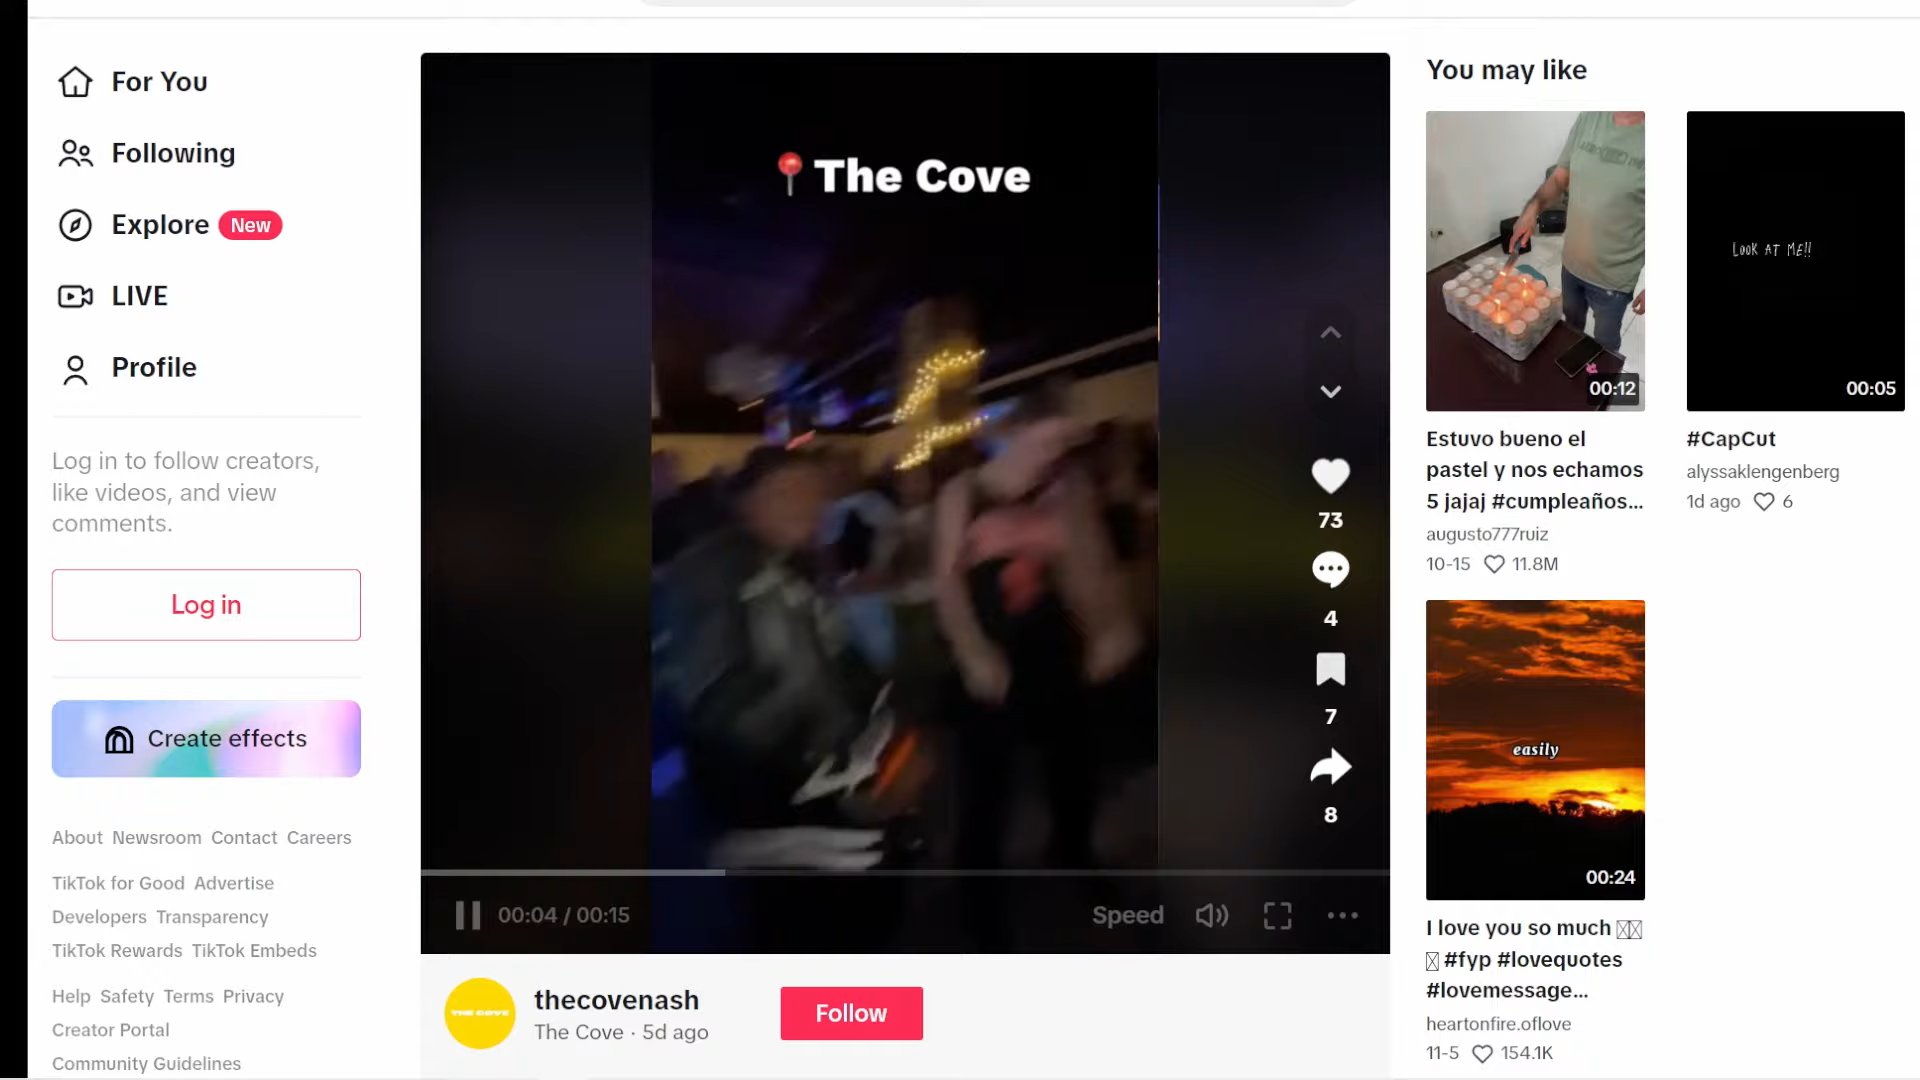 For You
Following
Explore New
LIVE
Profile
Log in to follow creators,
like videos, and view
comments.
Log in
Create effects
About Newsroom Contact Careers
TikTok for Good Advertise
Developers Transparency
TikTok Rewards TikTok Embeds
Help Safety Terms Privacy
Creator Portal
Community Guidelines
The Cove
73
4
7
8
00:04 / 00:15
Speed
THE COVE
thecovenash
The Cove · 5d ago
Follow
You may like
00:12
Estuvo bueno el
pastel y nos echamos
5 jajaj #cumpleaños...
augusto777ruiz
10-15 11.8M
LOOK AT ME!!
00:05
#CapCut
alyssaklengenberg
1d ago 6
easily
00:24
I love you so much
#fyp #lovequotes
#lovemessage...
heartonfire.oflove
11-5 154.1K